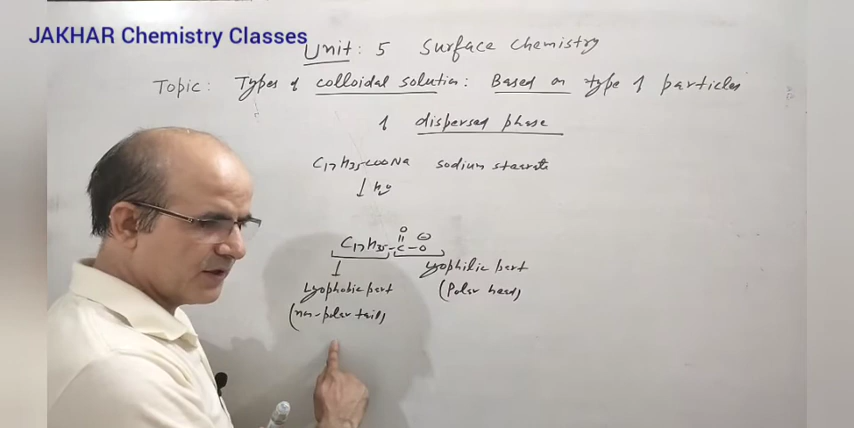 JAKHAR Chemistry Classes
Unit: 5 Surface Chemistry
Topic: Types of colloidal solution: Based on type of particles
of dispersed phase
C17H35COONa sodium stearate
↓ H2O
O
C17H35-C-O ⊖
Lyophobic part lyophilic part
(non-polar tail) (Polar head)